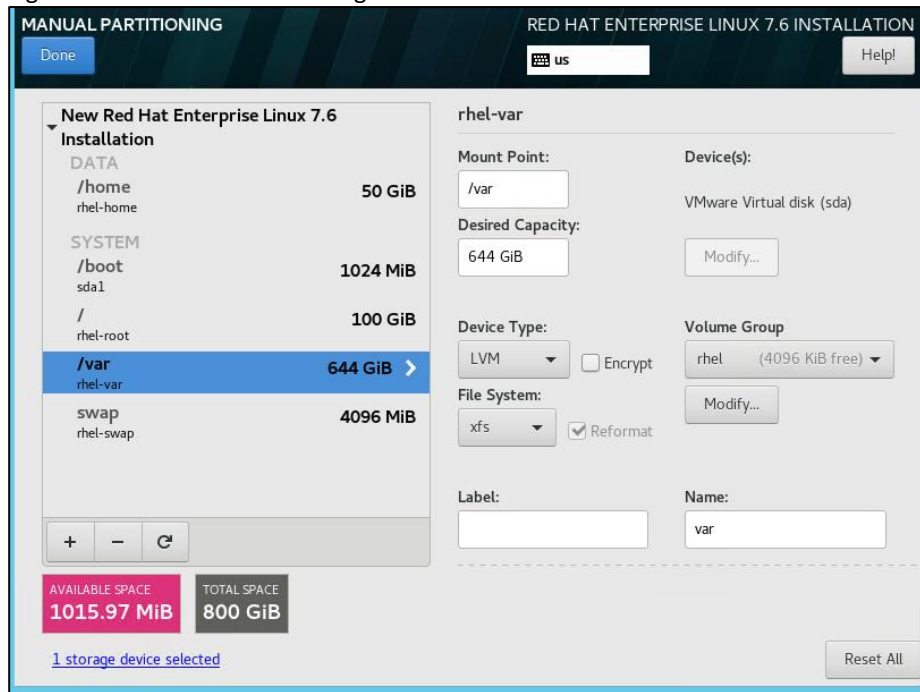 MANUAL PARTITIONING
RED HAT ENTERPRISE LINUX 7.6 INSTALLATION
Done
us
Help!
New Red Hat Enterprise Linux 7.6
Installation
DATA
/home
50 GiB
rhel-home
SYSTEM
/boot
1024 MiB
sda1
/
100 GiB
rhel-root
/var
644 GiB
rhel-var
swap
4096 MiB
rhel-swap
+ −
AVAILABLE SPACE
1015.97 MiB
TOTAL SPACE
800 GiB
1 storage device selected
rhel-var
Mount Point:
/var
Device(s):
VMware Virtual disk (sda)
Desired Capacity:
644 GiB
Modify...
Device Type:
LVM
Encrypt
Volume Group
rhel (4096 KiB free)
File System:
xfs
Reformat
Modify...
Label:
Name:
var
Reset All